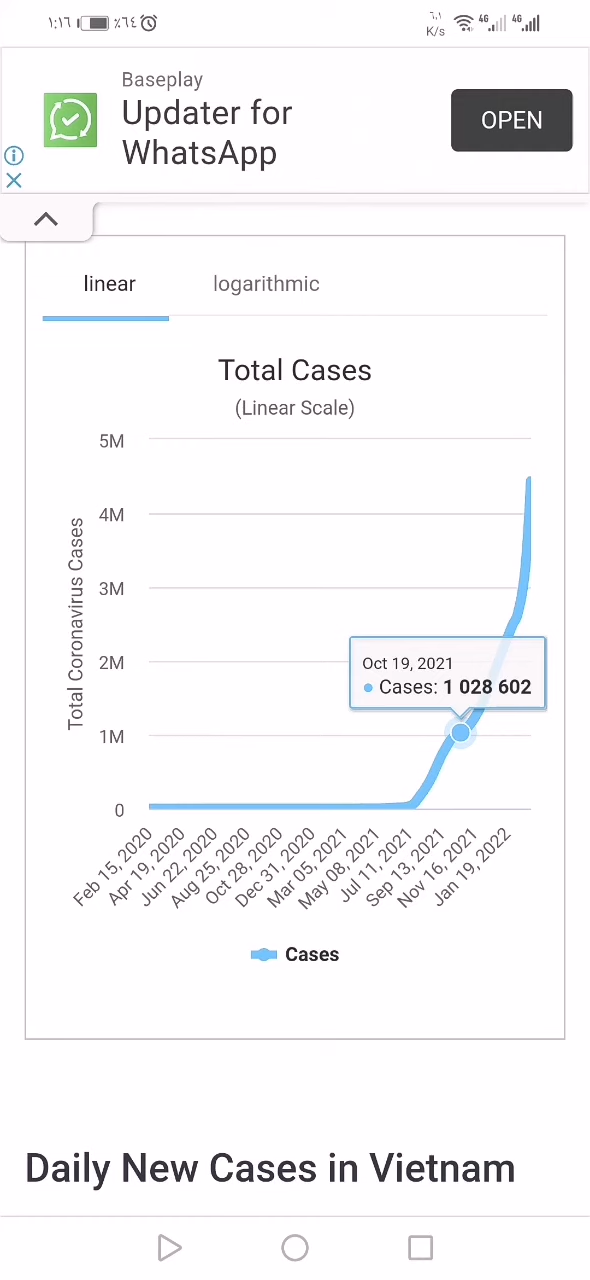 ١:١٦ ٪٦٤ ٦,١ 4G 4G
K/s
Baseplay
Updater for
WhatsApp
OPEN
linear logarithmic
Total Cases
(Linear Scale)
Total Coronavirus Cases
5M
4M
3M
2M
1M
0
Oct 19, 2021
Cases: 1 028 602
Feb 15, 2020
Apr 19, 2020
Jun 22, 2020
Aug 25, 2020
Oct 28, 2020
Dec 31, 2020
Mar 05, 2021
May 08, 2021
Jul 11, 2021
Sep 13, 2021
Nov 16, 2021
Jan 19, 2022
Cases
Daily New Cases in Vietnam